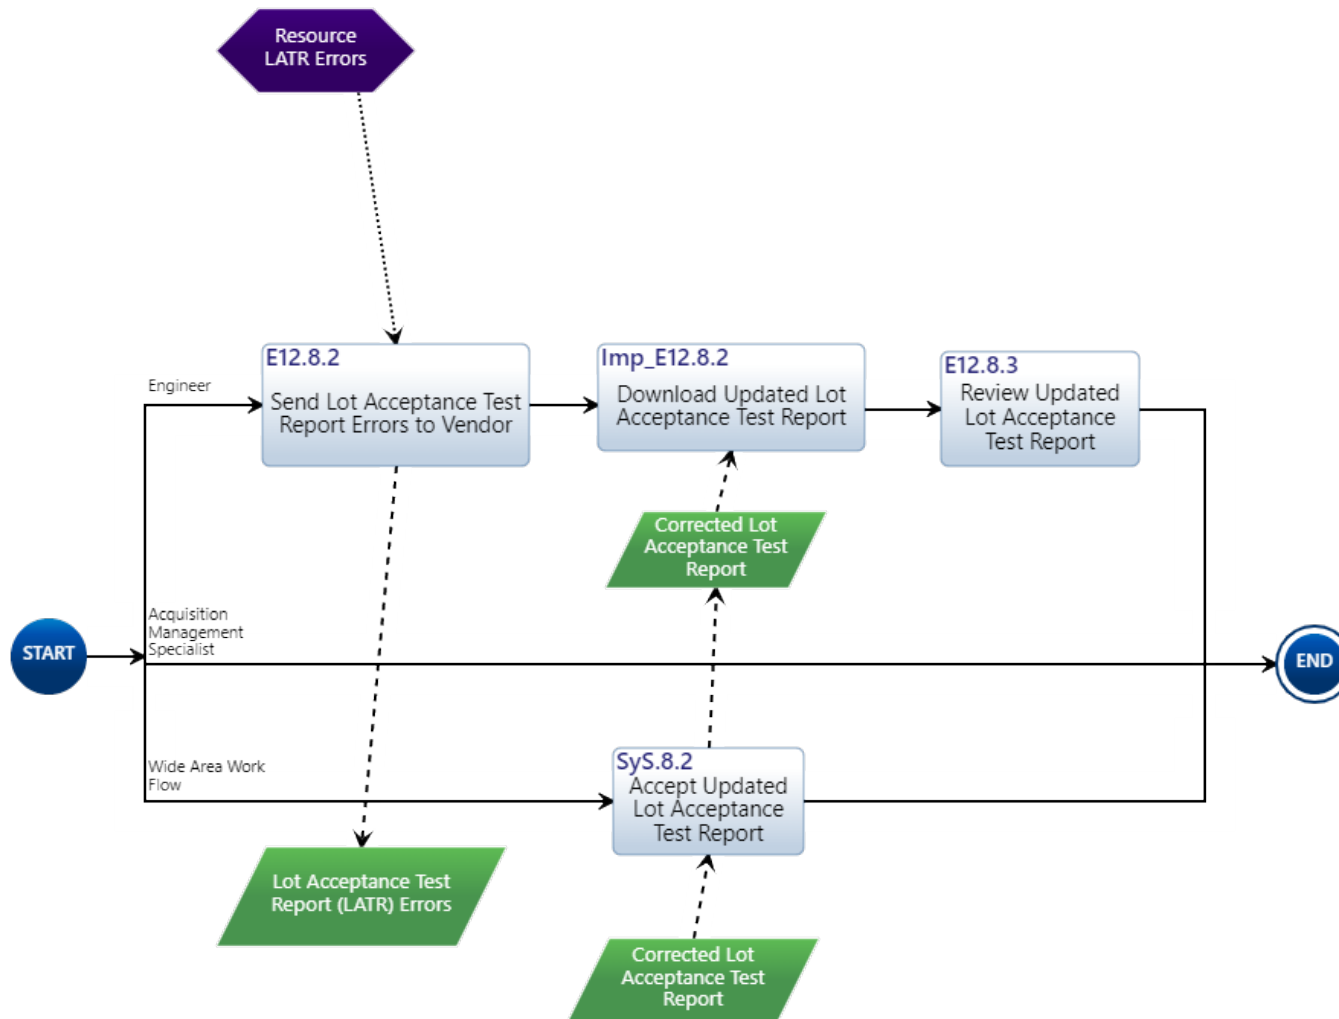 Resource
LATR Errors
E12.8.2
Send Lot Acceptance Test
Report Errors to Vendor
Imp_E12.8.2
Download Updated Lot
Acceptance Test Report
E12.8.3
Review Updated
Lot Acceptance
Test Report
Engineer
Corrected Lot
Acceptance Test
Report
Acquisition
Management
Specialist
START
END
Wide Area Work
Flow
SyS.8.2
Accept Updated
Lot Acceptance
Test Report
Lot Acceptance Test
Report (LATR) Errors
Corrected Lot
Acceptance Test
Report